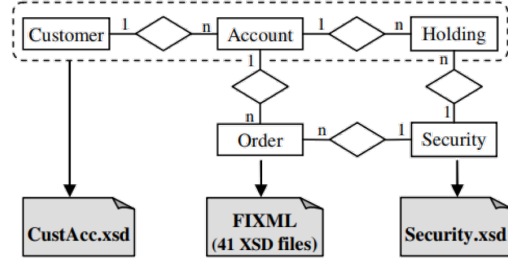 Customer 1 n Account 1 n Holding
1 n
n 1
Order n 1 Security
CustAcc.xsd
FIXML
(41 XSD files)
Security.xsd